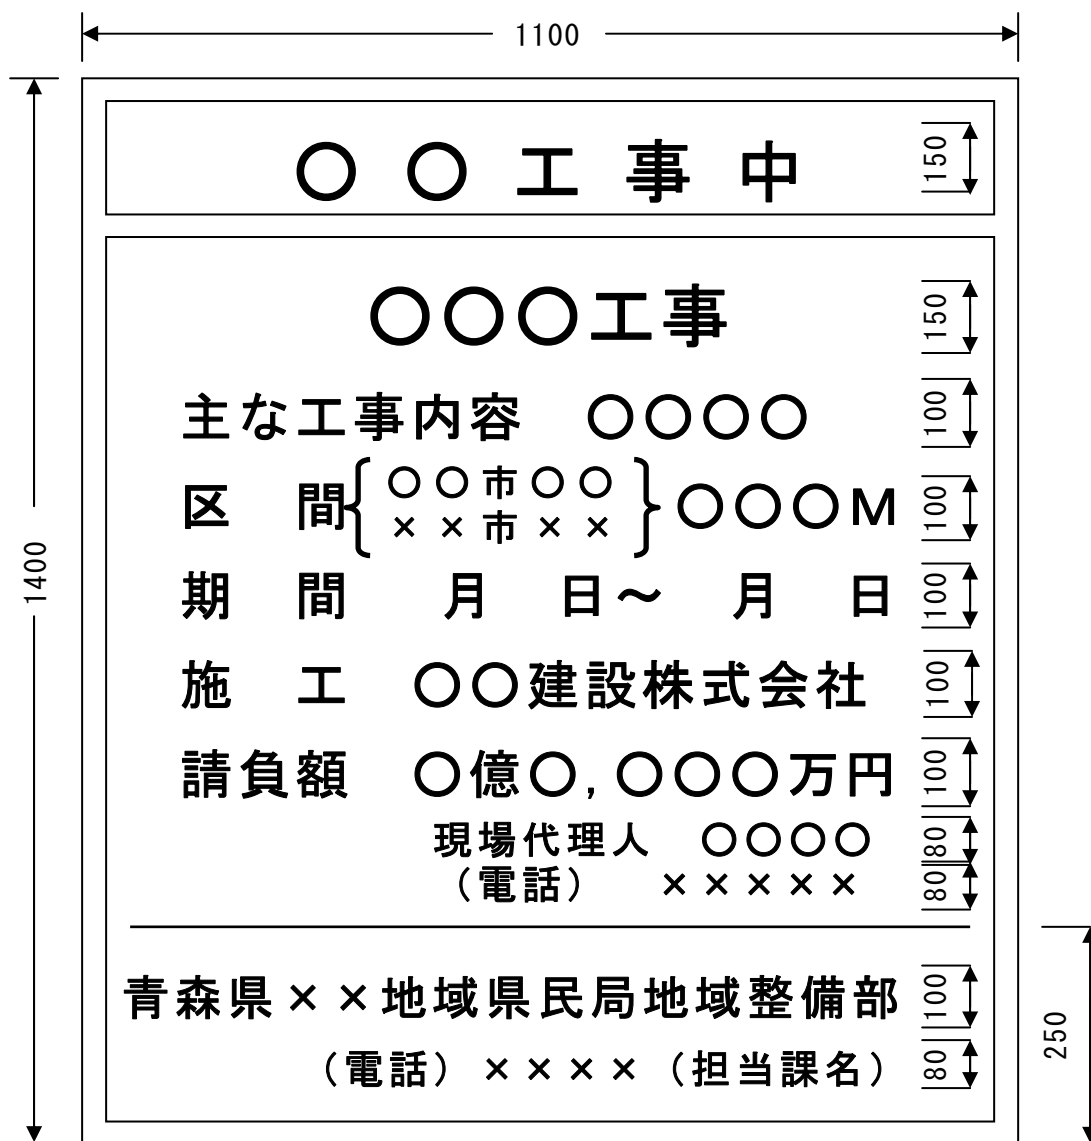 1100
○○工事中 150
○○○工事 150
主な工事内容 ○○○○ 100
区間{○○市○○
××市××}○○○M 100
1400
期間 月 日～ 月 日 100
施工 ○○建設株式会社 100
請負額 ○億○,○○○万円 100
現場代理人 ○○○○ 80
（電話） ××××× 80
青森県××地域県民局地域整備部 100
250
（電話）××××（担当課名） 80